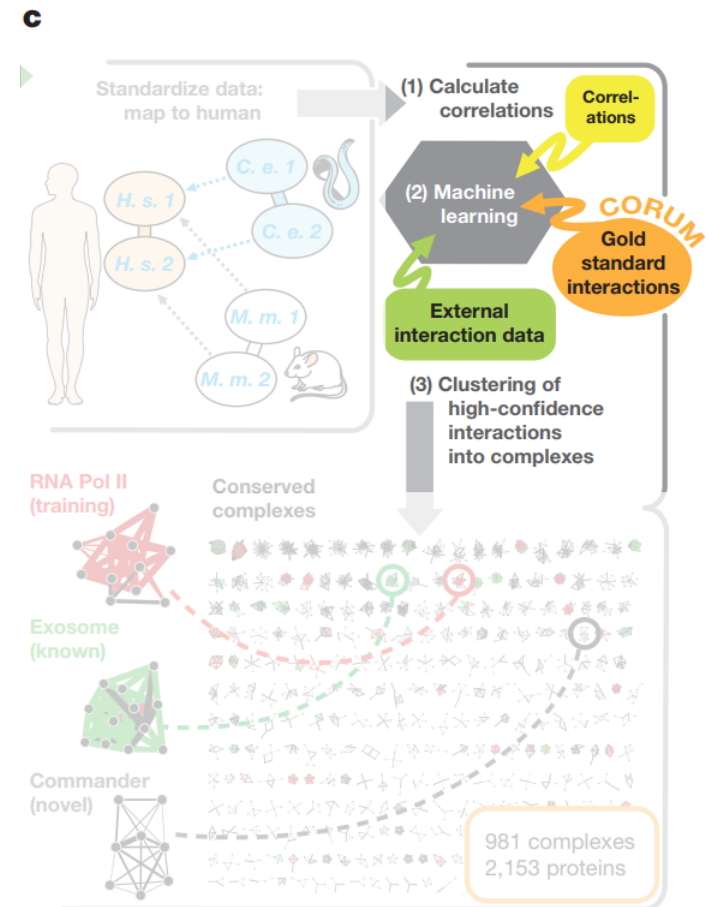 c
Standardize data:
map to human
(1) Calculate
correlations
Correl-
ations
C. e. 1
H. s. 1
C. e. 2
H. s. 2
M. m. 1
M. m. 2
(2) Machine
learning
CORUM
Gold
standard
interactions
External
interaction data
(3) Clustering of
high-confidence
interactions
into complexes
RNA Pol II
(training)
Conserved
complexes
Exosome
(known)
Commander
(novel)
981 complexes
2,153 proteins